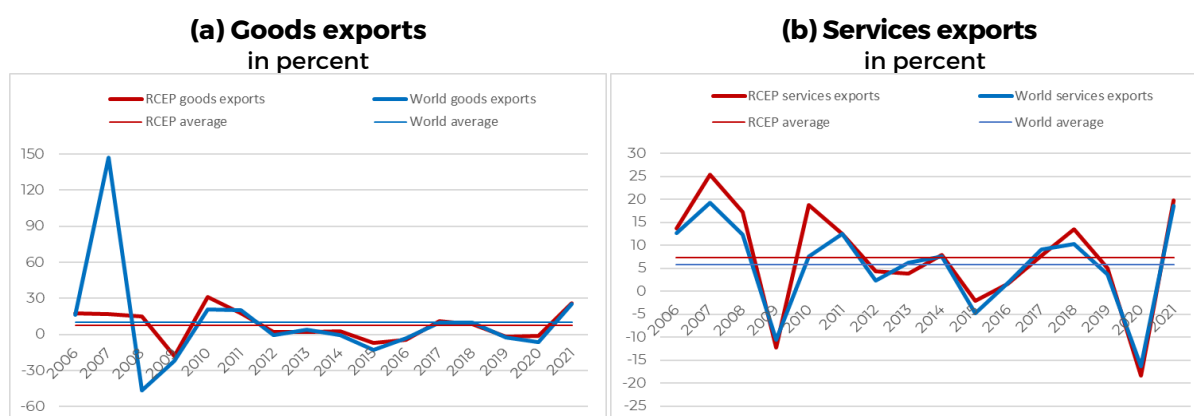 (a) Goods exports
in percent
RCEP goods exports
World goods exports
RCEP average
World average
150
120
90
60
30
0
-30
-60
2006 2007 2008 2009 2010 2011 2012 2013 2014 2015 2016 2017 2018 2019 2020 2021
(b) Services exports
in percent
RCEP services exports
World services exports
RCEP average
World average
30
25
20
15
10
5
0
-5
-10
-15
-20
-25
2006 2007 2008 2009 2010 2011 2012 2013 2014 2015 2016 2017 2018 2019 2020 2021